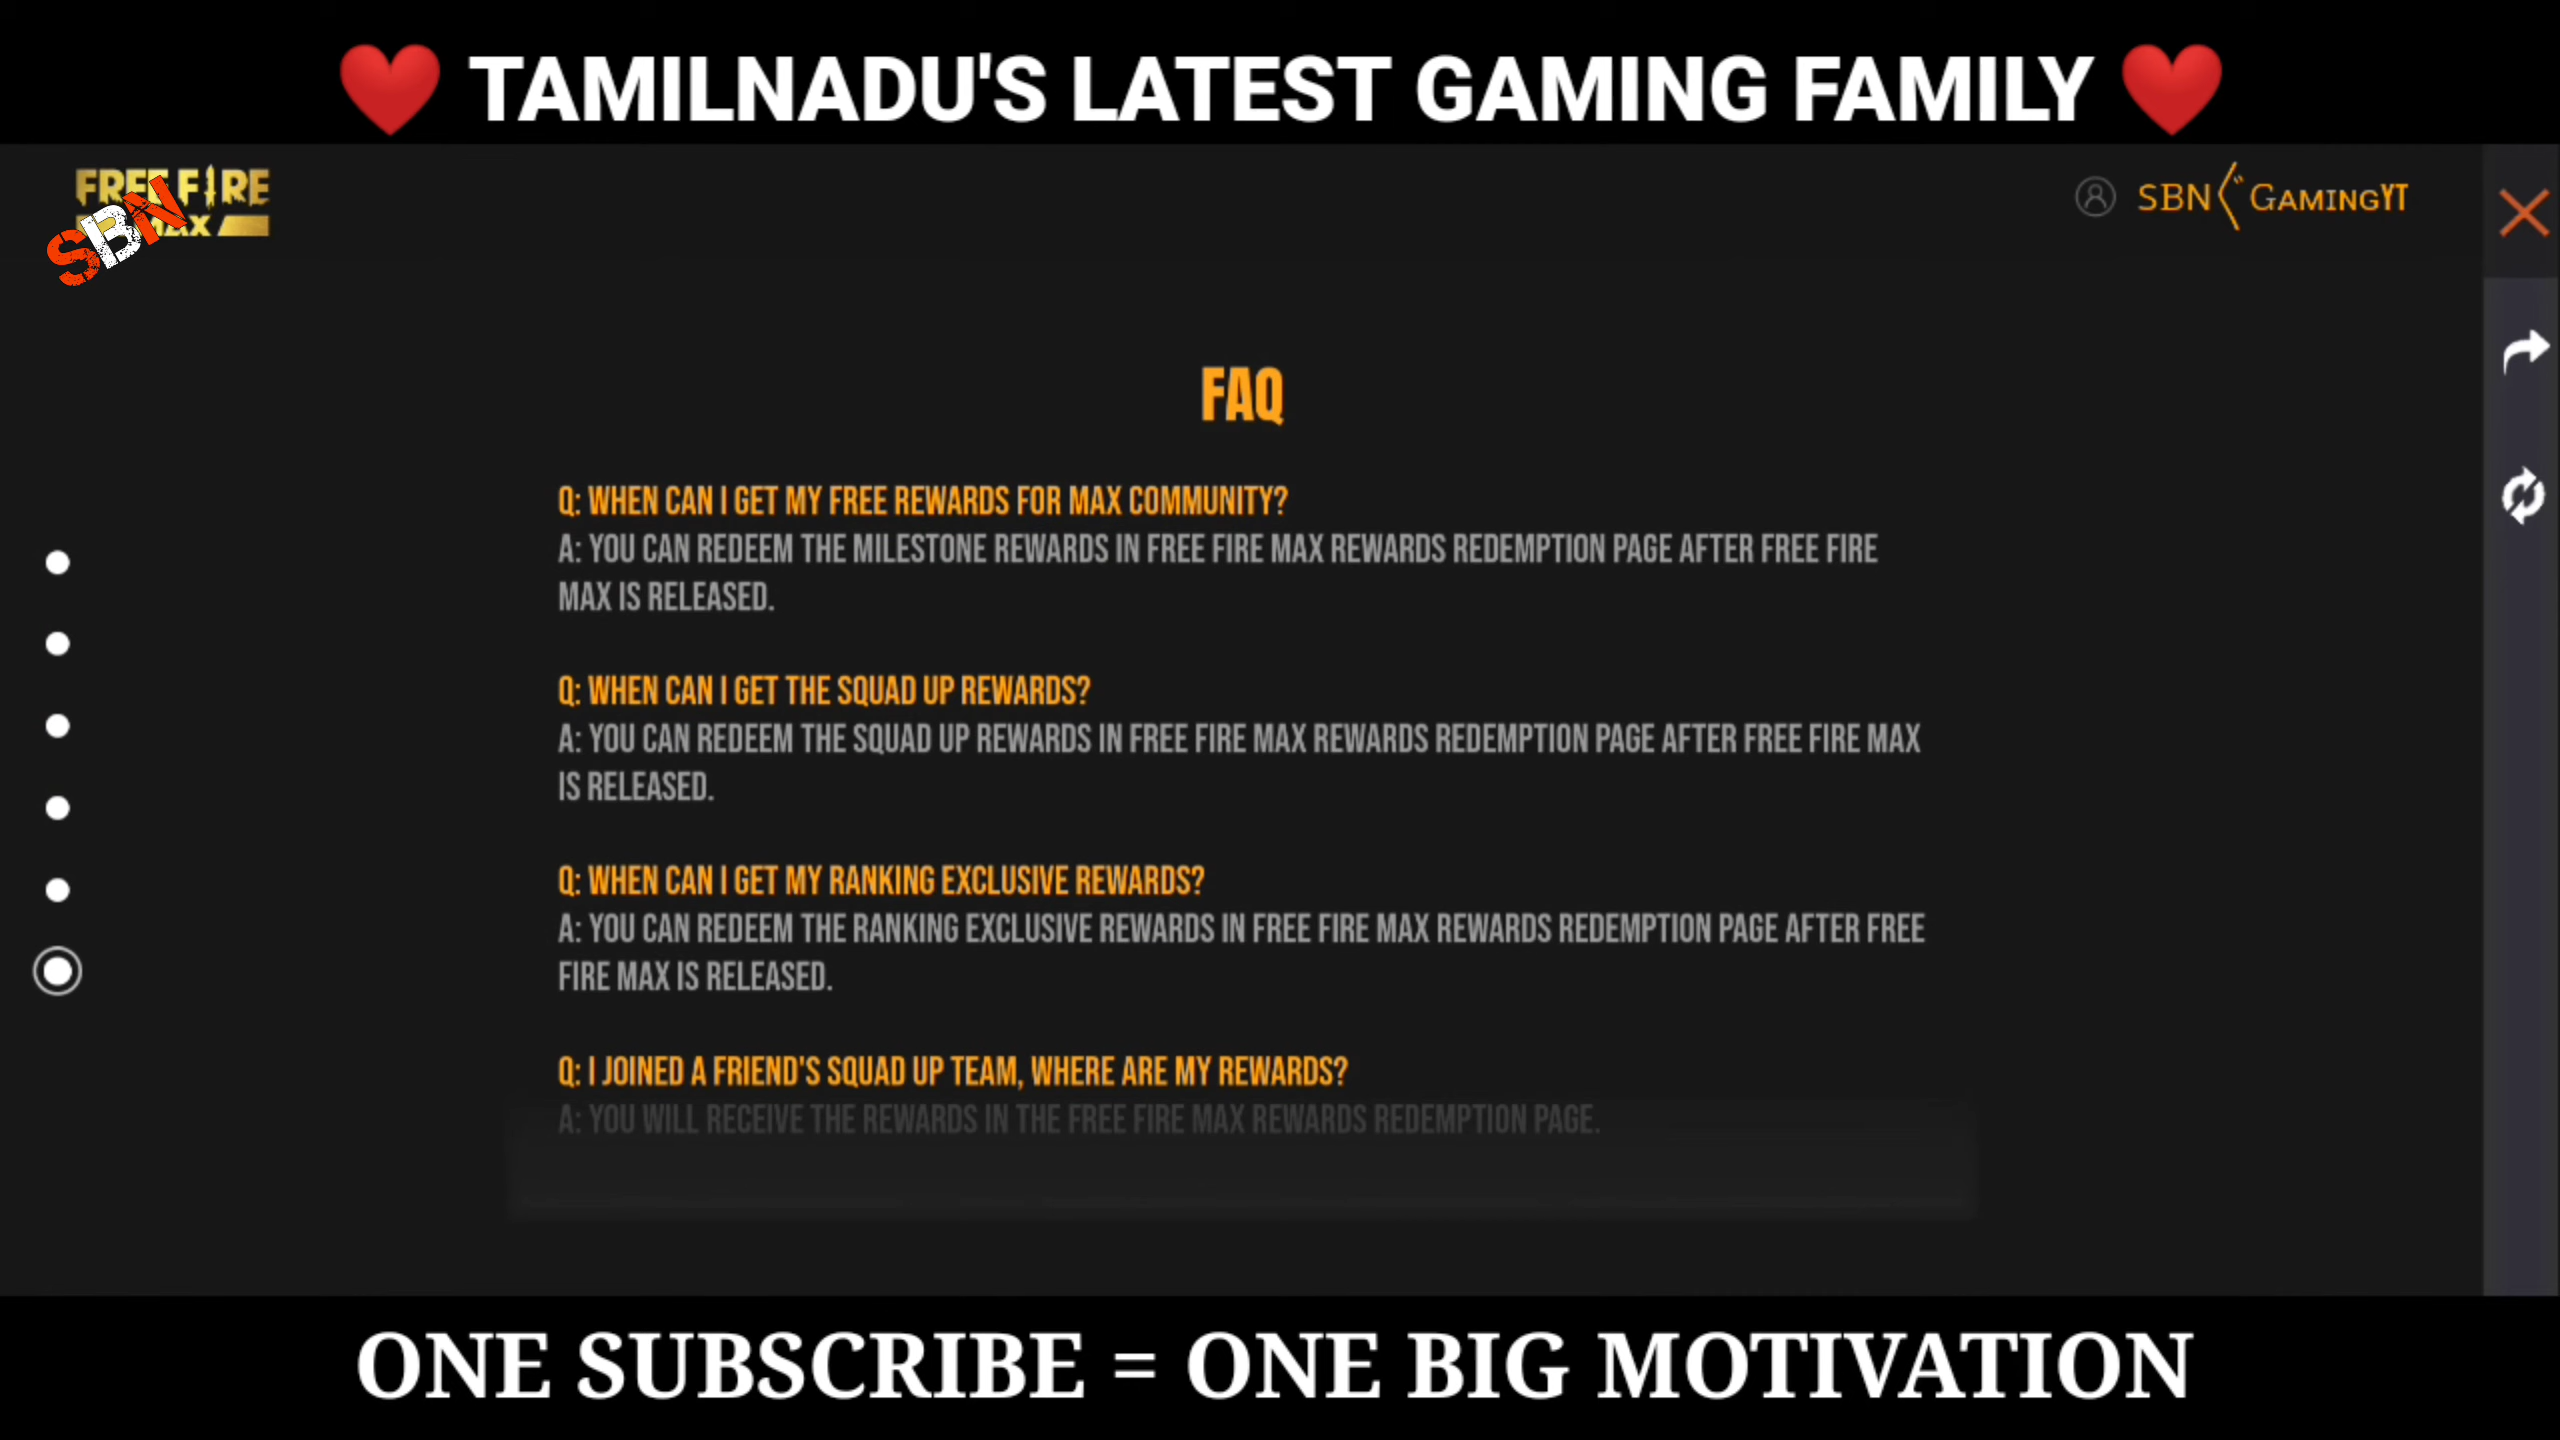 ❤️ TAMILNADU'S LATEST GAMING FAMILY ❤️
FREE FIRE
MAX
SBN
SBN GAMINGYT
FAQ
Q: WHEN CAN I GET MY FREE REWARDS FOR MAX COMMUNITY?
A: YOU CAN REDEEM THE MILESTONE REWARDS IN FREE FIRE MAX REWARDS REDEMPTION PAGE AFTER FREE FIRE
MAX IS RELEASED.
Q: WHEN CAN I GET THE SQUAD UP REWARDS?
A: YOU CAN REDEEM THE SQUAD UP REWARDS IN FREE FIRE MAX REWARDS REDEMPTION PAGE AFTER FREE FIRE MAX
IS RELEASED.
Q: WHEN CAN I GET MY RANKING EXCLUSIVE REWARDS?
A: YOU CAN REDEEM THE RANKING EXCLUSIVE REWARDS IN FREE FIRE MAX REWARDS REDEMPTION PAGE AFTER FREE
FIRE MAX IS RELEASED.
Q: I JOINED A FRIEND'S SQUAD UP TEAM, WHERE ARE MY REWARDS?
A: YOU WILL RECEIVE THE REWARDS IN THE FREE FIRE MAX REWARDS REDEMPTION PAGE.
ONE SUBSCRIBE = ONE BIG MOTIVATION